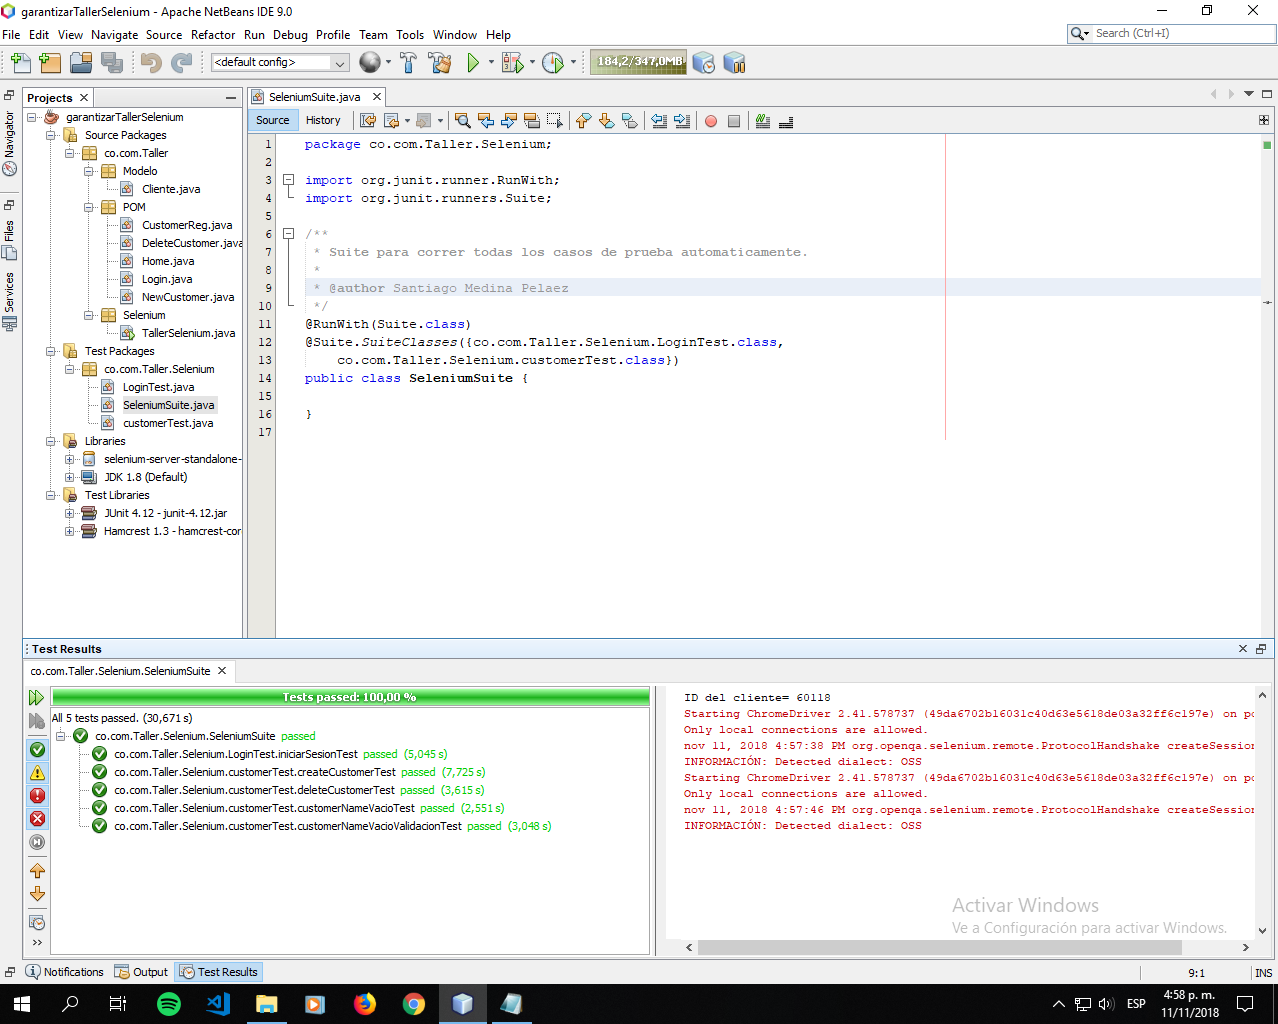 garantizarTallerSelenium - Apache NetBeans IDE 9.0
File Edit View Navigate Source Refactor Run Debug Profile Team Tools Window Help
Search (Ctrl+I)
<default config>
184,2/347,0MB
Projects
Navigator
Files
Services
garantizarTallerSelenium
Source Packages
co.com.Taller
Modelo
Cliente.java
POM
CustomerReg.java
DeleteCustomer.java
Home.java
Login.java
NewCustomer.java
Selenium
TallerSelenium.java
Test Packages
co.com.Taller.Selenium
LoginTest.java
SeleniumSuite.java
customerTest.java
Libraries
selenium-server-standalone-
JDK 1.8 (Default)
Test Libraries
JUnit 4.12 - junit-4.12.jar
Hamcrest 1.3 - hamcrest-cor
SeleniumSuite.java
Source History
1 package co.com.Taller.Selenium;
2
3 import org.junit.runner.RunWith;
4 import org.junit.runners.Suite;
5
6 /**
7 * Suite para correr todas los casos de prueba automaticamente.
8 *
9 * @author Santiago Medina Pelaez
10 */
11 @RunWith(Suite.class)
12 @Suite.SuiteClasses({co.com.Taller.Selenium.LoginTest.class,
13 co.com.Taller.Selenium.customerTest.class})
14 public class SeleniumSuite {
15
16 }
17
Test Results
co.com.Taller.Selenium.SeleniumSuite
Tests passed: 100,00 %
All 5 tests passed. (30,671 s)
co.com.Taller.Selenium.SeleniumSuite passed
co.com.Taller.Selenium.LoginTest.iniciarSesionTest passed (5,045 s)
co.com.Taller.Selenium.customerTest.createCustomerTest passed (7,725 s)
co.com.Taller.Selenium.customerTest.deleteCustomerTest passed (3,615 s)
co.com.Taller.Selenium.customerTest.customerNameVacioTest passed (2,551 s)
co.com.Taller.Selenium.customerTest.customerNameVacioValidacionTest passed (3,048 s)
ID del cliente= 60118
Starting ChromeDriver 2.41.578737 (49da6702b16031c40d63e5618de03a32ff6c197e) on po
Only local connections are allowed.
nov 11, 2018 4:57:38 PM org.openqa.selenium.remote.ProtocolHandshake createSession
INFORMACIÓN: Detected dialect: OSS
Starting ChromeDriver 2.41.578737 (49da6702b16031c40d63e5618de03a32ff6c197e) on po
Only local connections are allowed.
nov 11, 2018 4:57:46 PM org.openqa.selenium.remote.ProtocolHandshake createSession
INFORMACIÓN: Detected dialect: OSS
Activar Windows
Ve a Configuración para activar Windows.
Notifications Output Test Results
9:1 INS
ESP
4:58 p. m.
11/11/2018